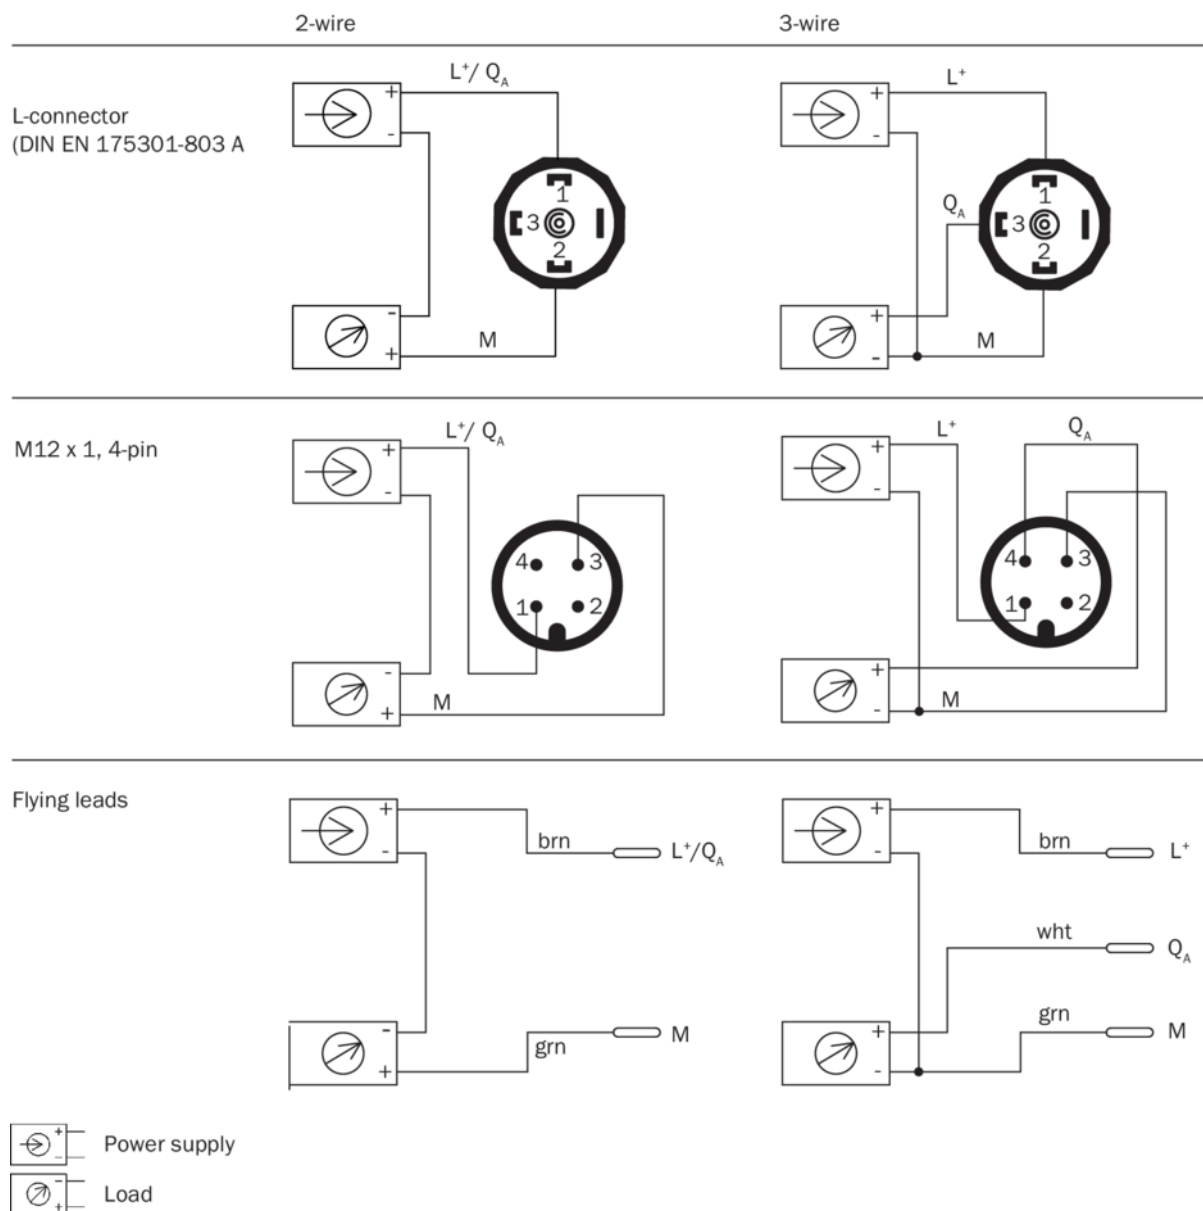 2-wire 3-wire
L-connector
(DIN EN 175301-803 A
+ L⁺/ Q_A
-
1
3
2
-
+ M
+ L⁺
-
1
Q_A 3
2
+
- M
M12 x 1, 4-pin
+ L⁺/ Q_A
-
4 3
1 2
-
+ M
+ L⁺ Q_A
-
4 3
1 2
+
- M
Flying leads
+
- brn L⁺/Q_A
-
+ grn M
+
- brn L⁺
wht Q_A
+ grn M
-
+
- Power supply
-
+ Load